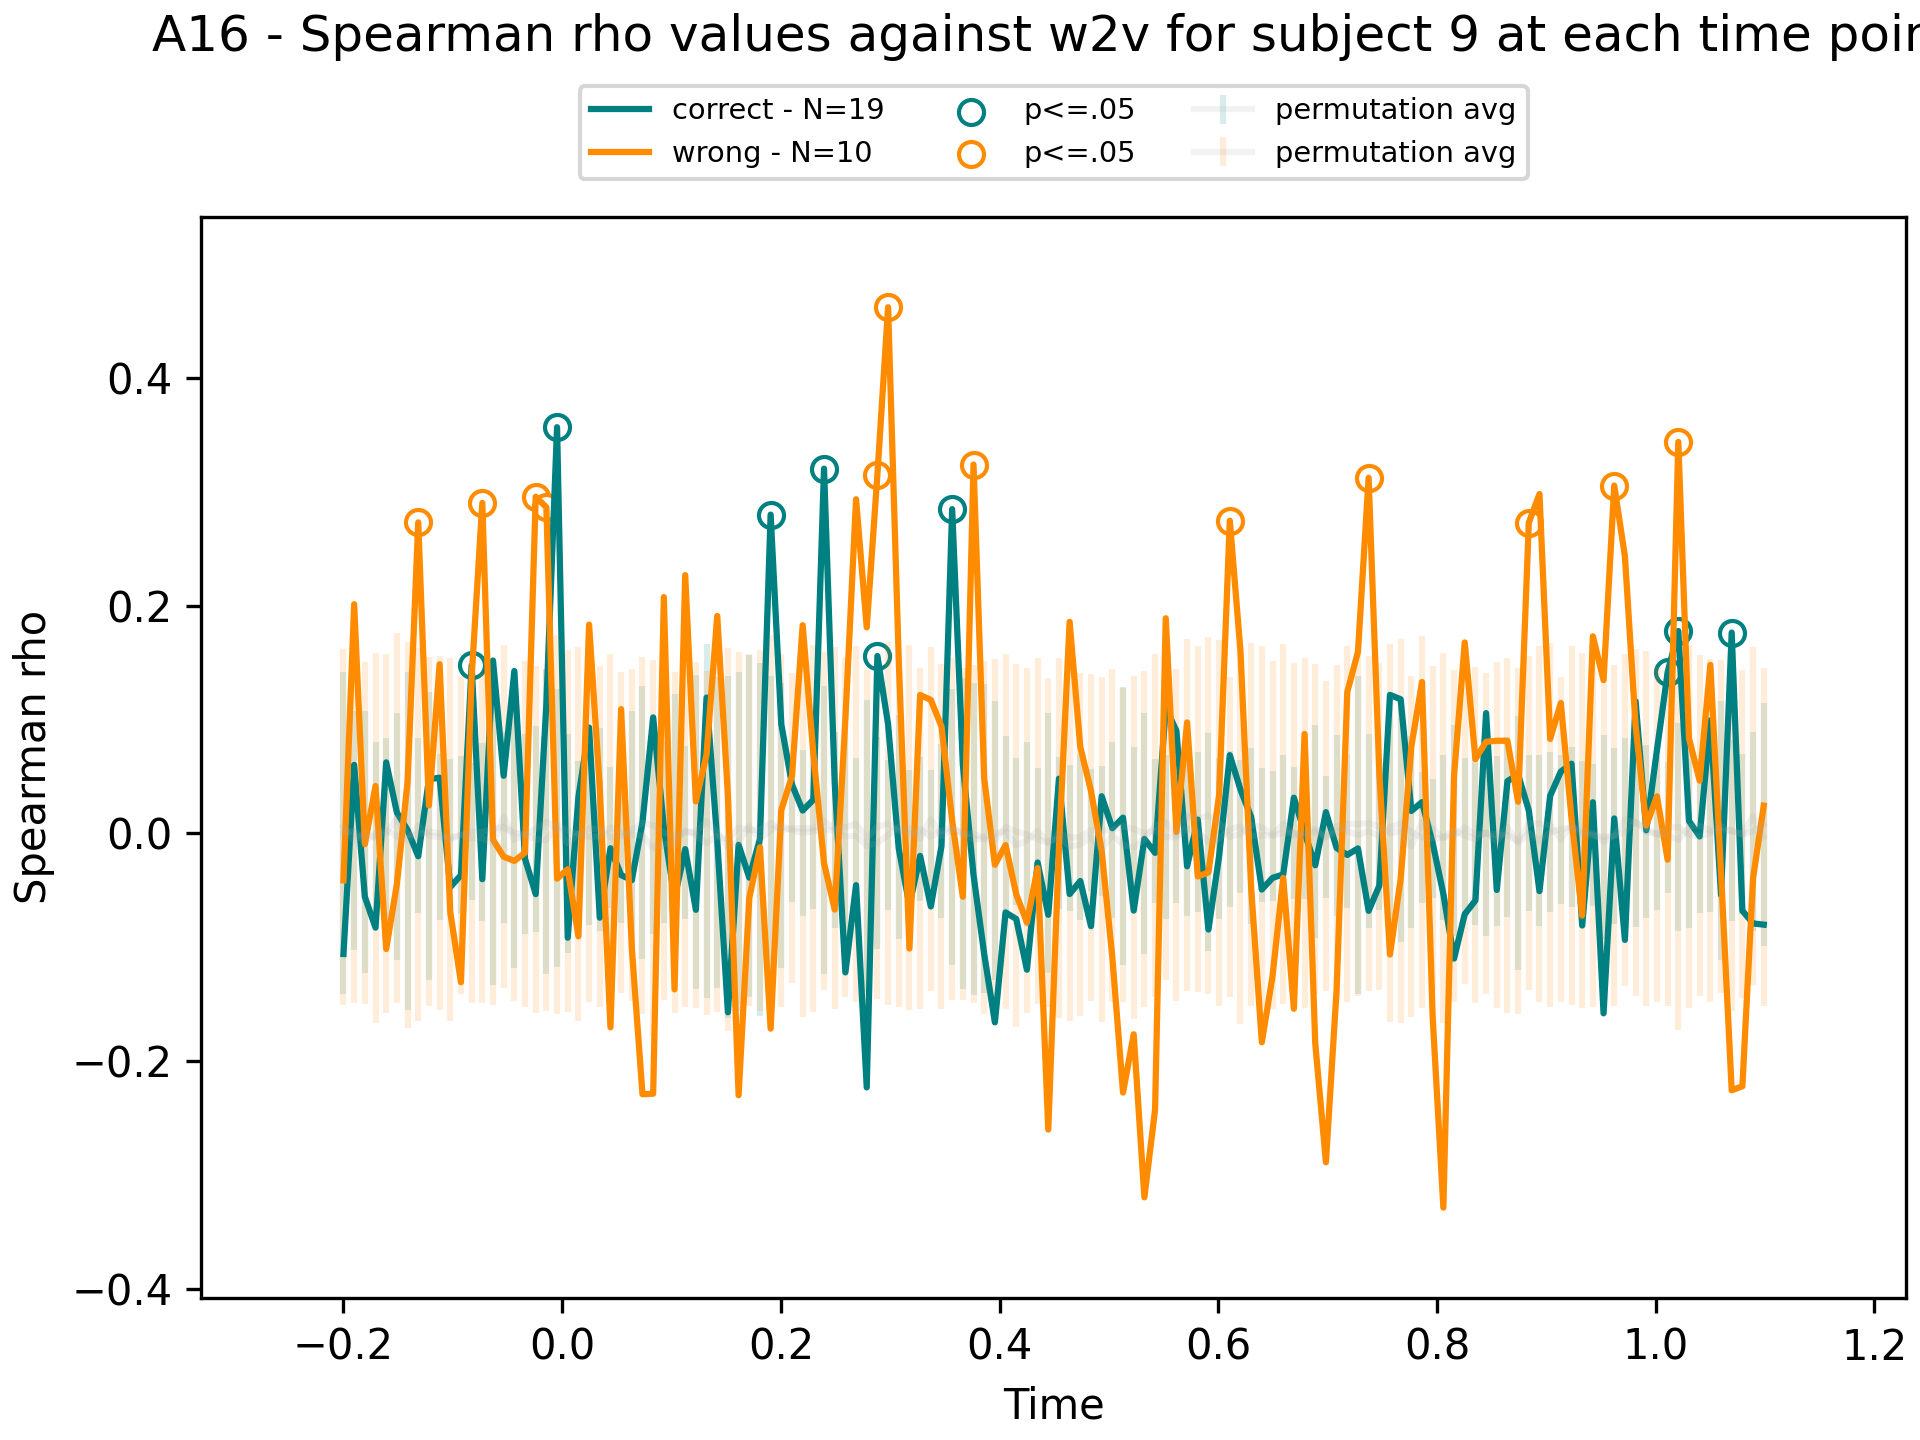 A16 - Spearman rho values against w2v for subject 9 at each time poin
correct - N=19
wrong - N=10
p<=.05
p<=.05
permutation avg
permutation avg
Spearman rho
0.4
0.2
0.0
−0.2
−0.4
−0.2 0.0 0.2 0.4 0.6 0.8 1.0 1.2
Time